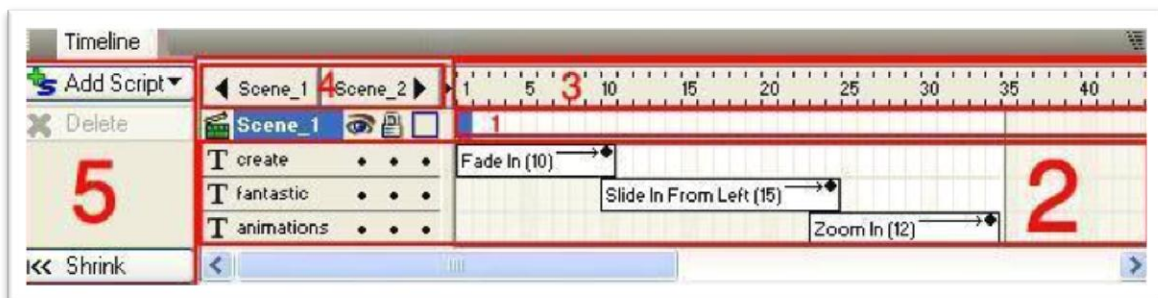 Timeline
Add Script
Scene_1 4 Scene_2 1 5 3 10 15 20 25 30 35 40
Delete Scene_1 1
5
T create Fade In (10)
2
T fantastic Slide In From Left (15)
T animations Zoom In (12)
Shrink